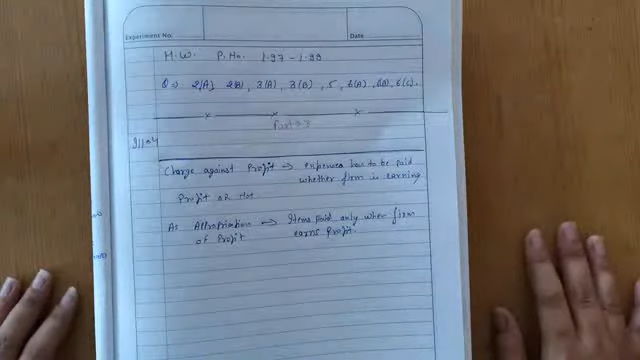 Experiment No.
Date
H.W. P.No. 1.97 - 1.99
Q => 2(A), 2(B), 3(A), 3(B), 5, 6(A), 6(B), 6(C).
Part
Charge against Profit → expenses has to be paid
whether firm is earning
Profit or Not
As Appropriation → Items paid only when firm
of Profit earns Profit.